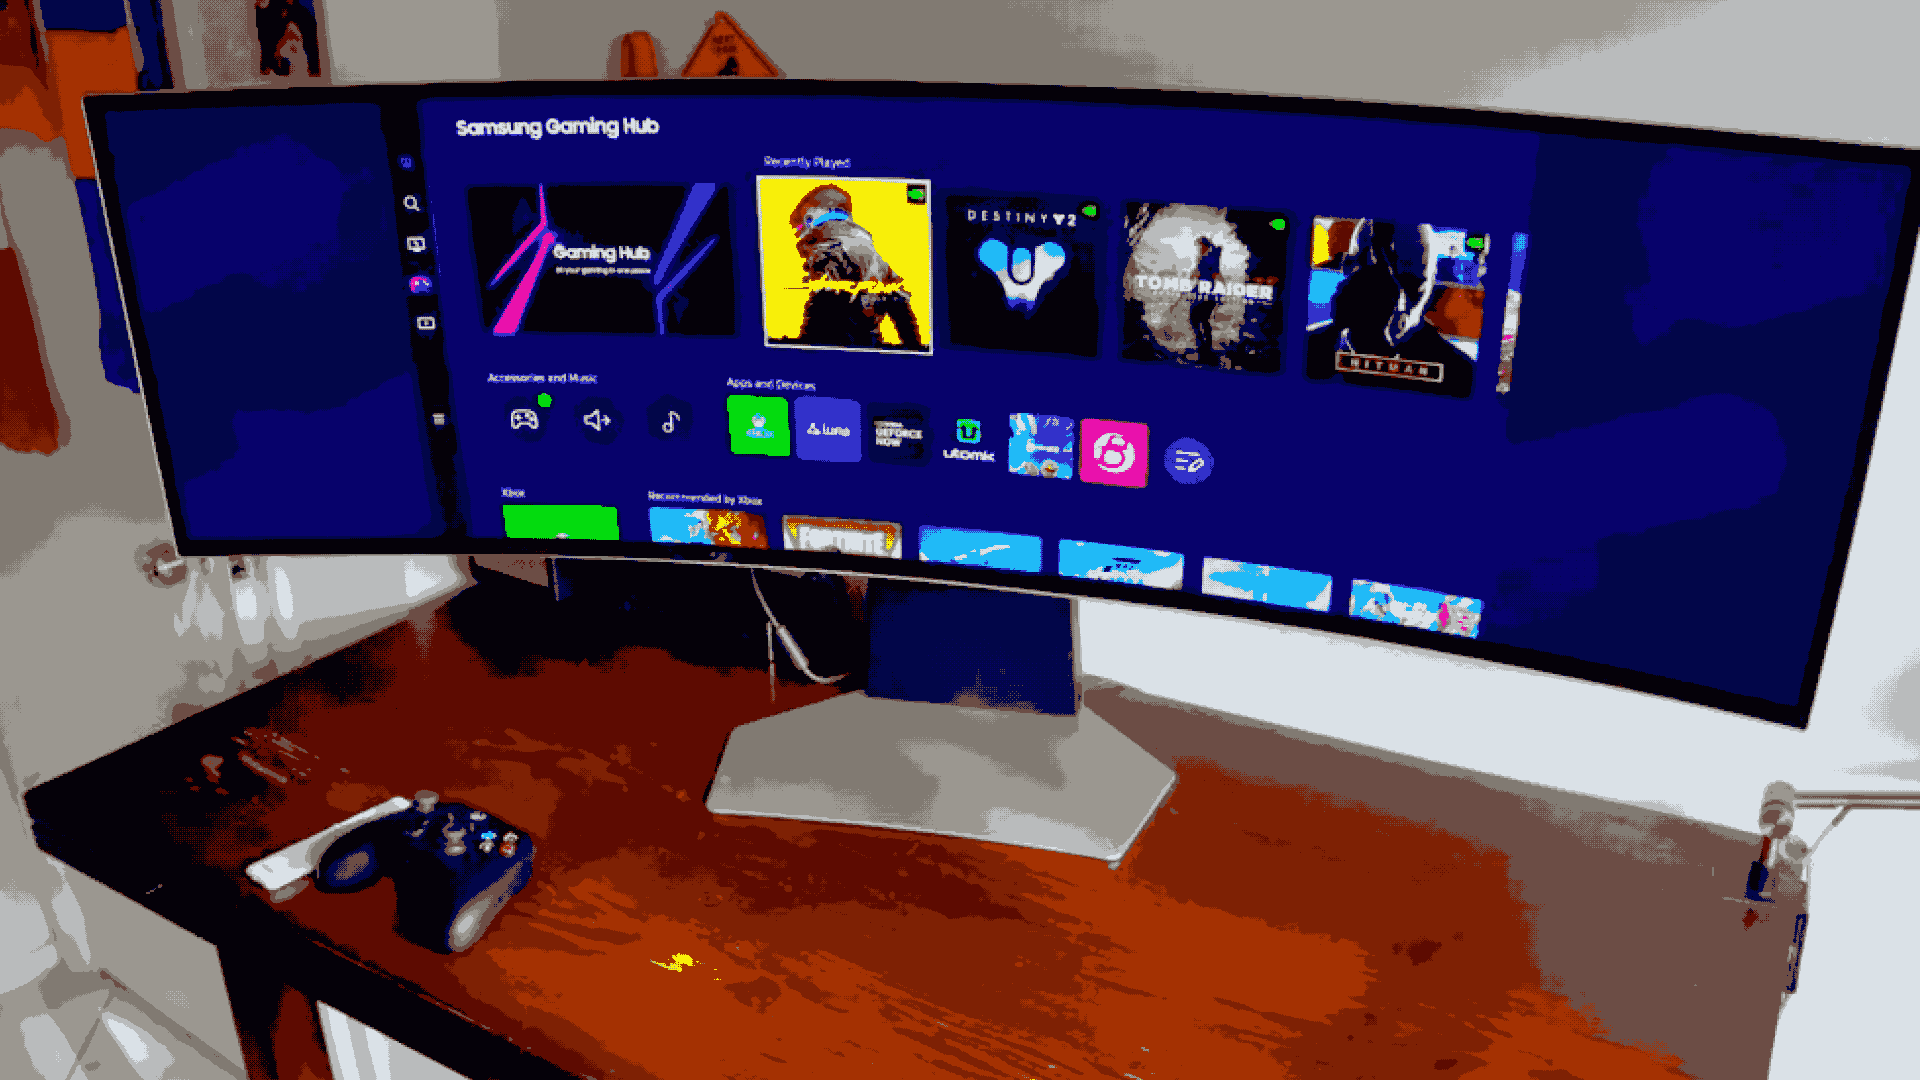 Samsung Gaming Hub
Recently Played
Gaming Hub
DESTINY 2
TOMB RAIDER
HITMAN
Accessories and Music
Apps and Devices
XBOX
luna
GEFORCE
NOW
utomik
Xbox
Recommended by Xbox
FORTNITE